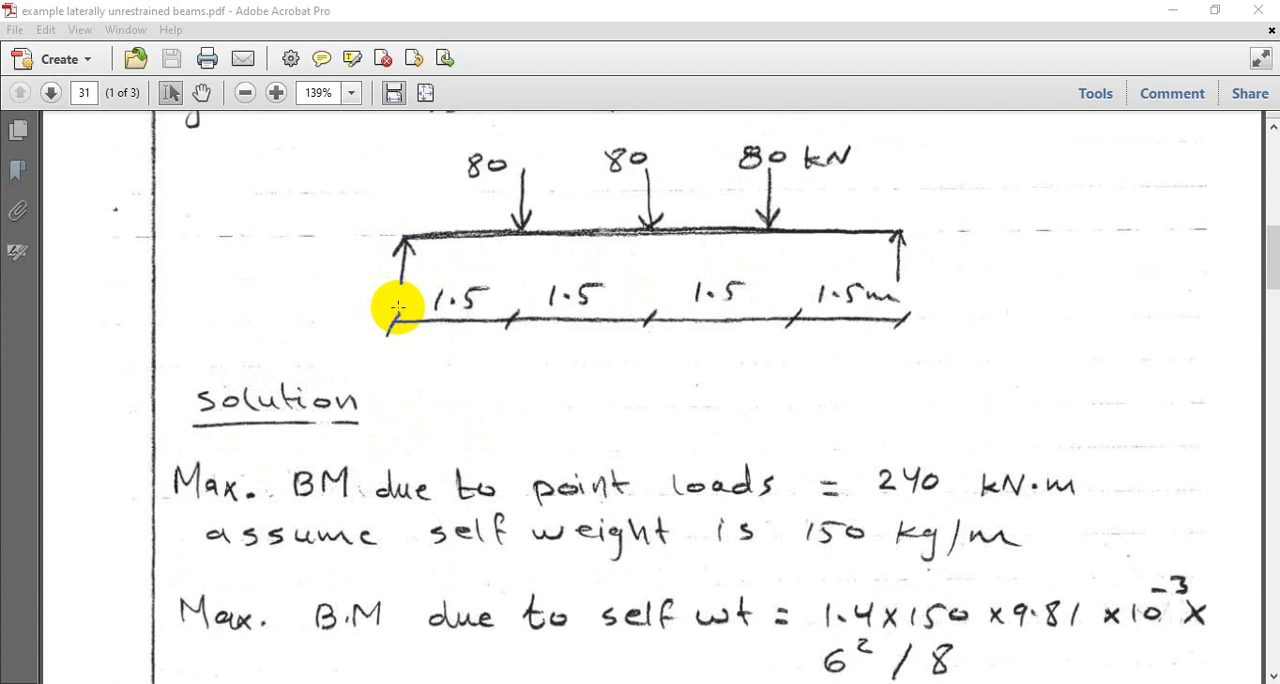 example laterally unrestrained beams.pdf - Adobe Acrobat Pro
File Edit View Window Help
Create
31 (1 of 3) 139% Tools Comment Share
80 80 80 kN
1.5 1.5 1.5 1.5m
solution
Max. BM due to point loads = 240 kN.m
assume self weight is 150 kg/m
Max. B.M due to self wt = 1.4×150×9.81×10⁻³×
6² / 8